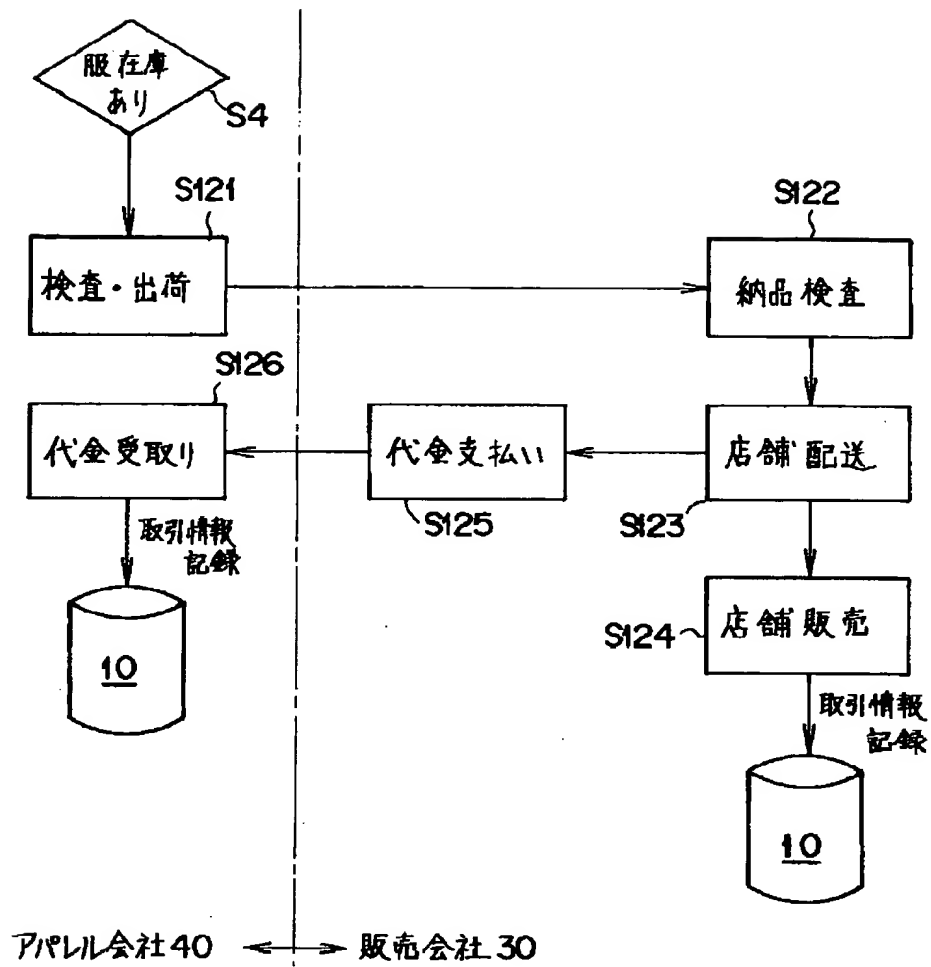 服在庫
あり
S4
S121
検査・出荷
S122
納品検査
S126
代金受取り
代金支払い
S125
店舗配送
S123
取引情報
記録
10
店舗販売
S124
取引情報
記録
10
アパレル会社40
販売会社30